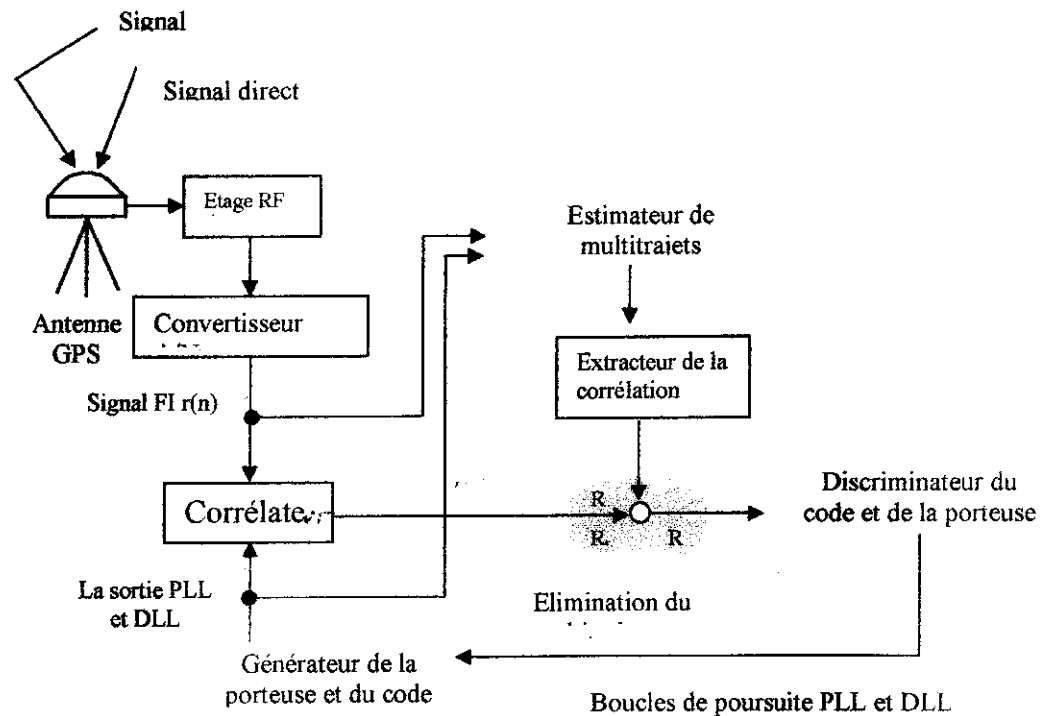 Signal
Signal direct
Etage RF
Estimateur de
multitrajets
Antenne
GPS
Convertisseur
Extracteur de la
corrélation
Signal FI r(n)
Corrélate
R
R
R
Discriminateur du
code et de la porteuse
La sortie PLL
et DLL
Elimination du
Générateur de la
porteuse et du code
Boucles de poursuite PLL et DLL